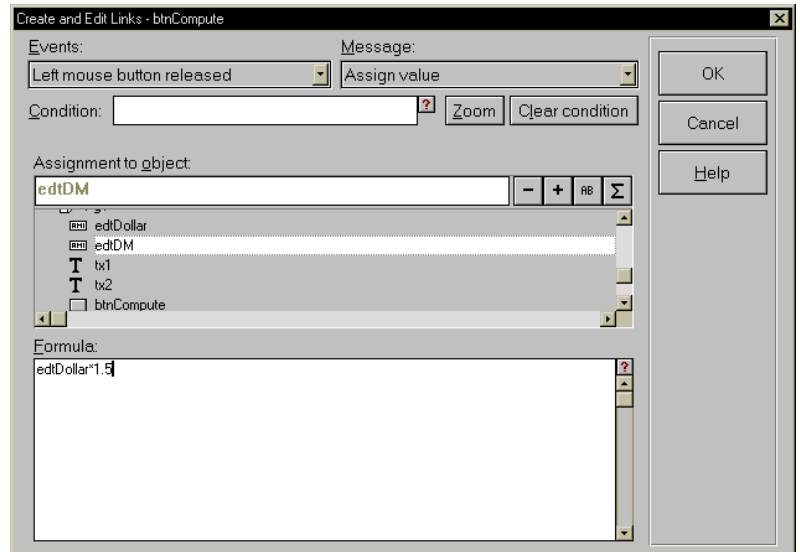 Create and Edit Links - btnCompute
Events:
Message:
Left mouse button released
Assign value
OK
Condition:
?
Zoom
Clear condition
Cancel
Assignment to object:
Help
edtDM
- + AB Σ
edtDollar
edtDM
T tx1
T tx2
btnCompute
Formula:
edtDollar*1.5
?